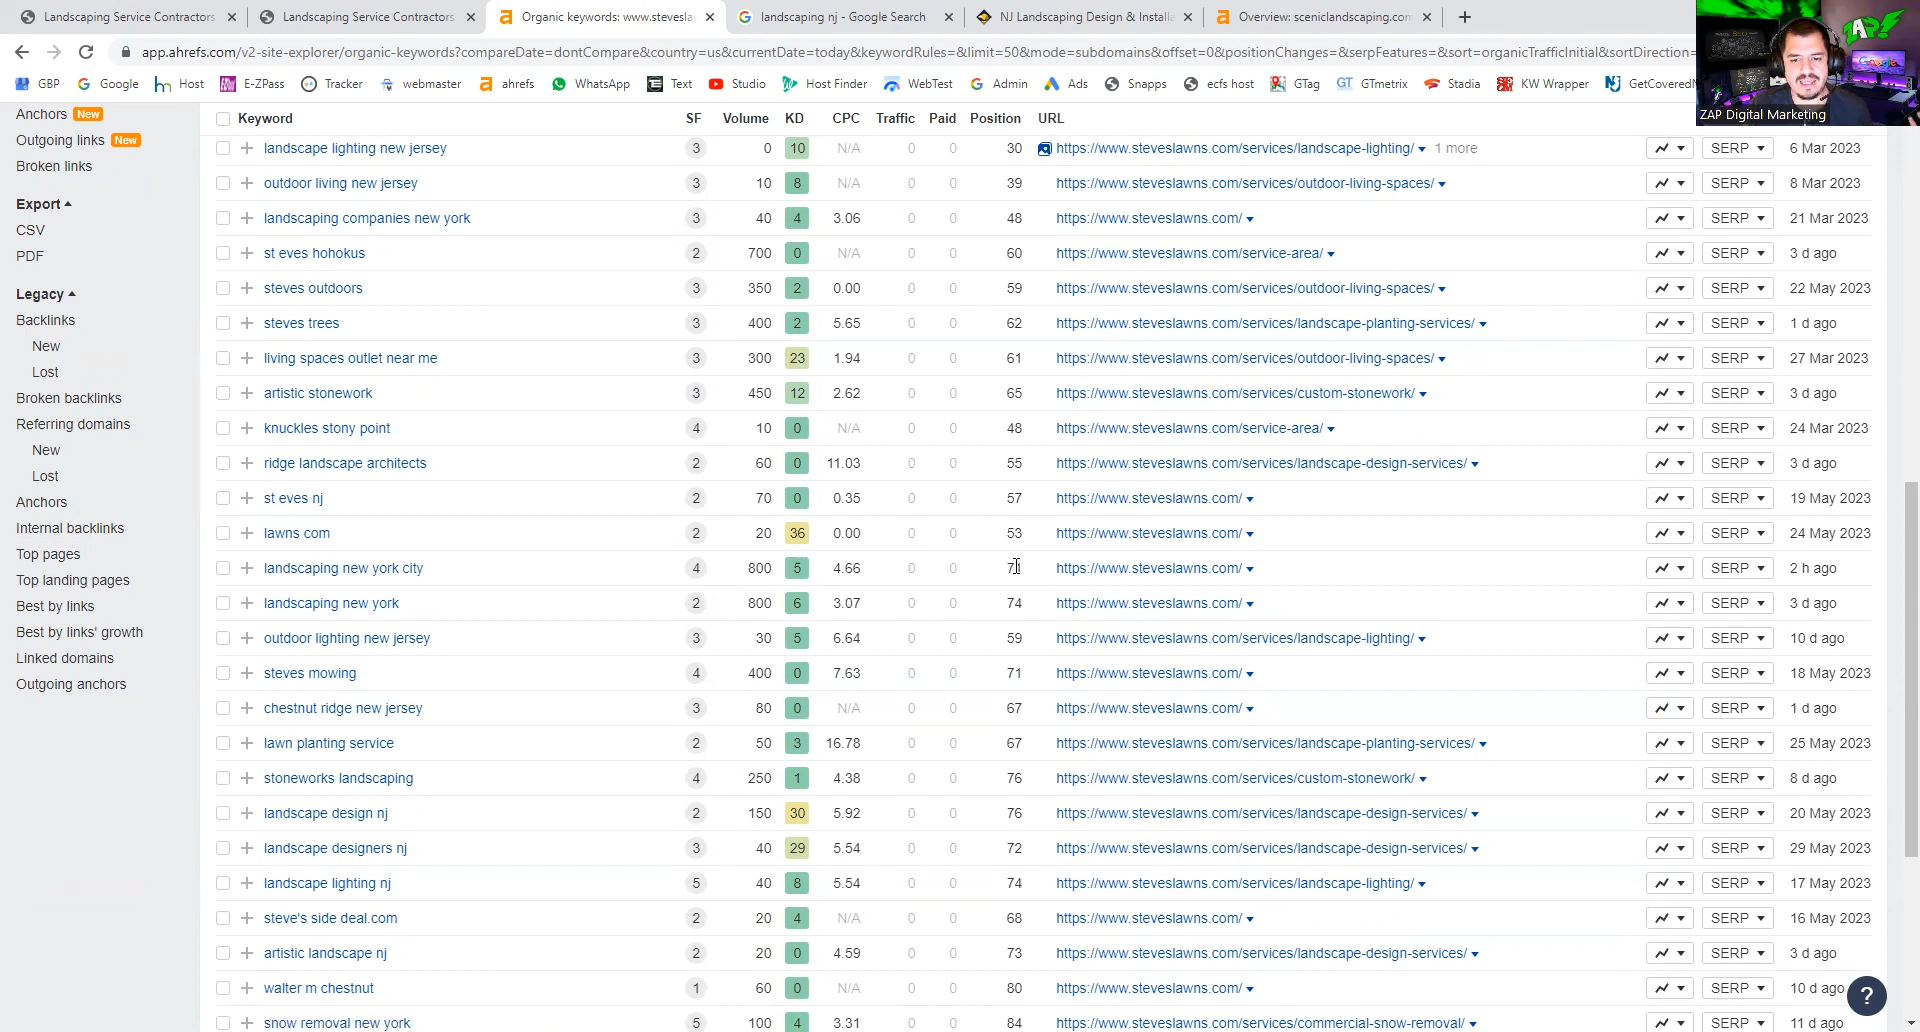 Landscaping Service Contractors
Landscaping Service Contractors
Organic keywords: www.stevesla
landscaping nj - Google Search
NJ Landscaping Design & Installa
Overview: sceniclandscaping.com
app.ahrefs.com/v2-site-explorer/organic-keywords?compareDate=dontCompare&country=us&currentDate=today&keywordRules=&limit=50&mode=subdomains&offset=0&positionChanges=&serpFeatures=&sort=organicTrafficInitial&sortDirection=
GBP Google Host E-ZPass Tracker webmaster ahrefs WhatsApp Text Studio Host Finder WebTest Admin Ads Snapps ecfs host GTag GTmetrix Stadia KW Wrapper GetCoveredN
ZAP!
ZAP Digital Marketing
Anchors New
Outgoing links New
Broken links
Export
CSV
PDF
Legacy
Backlinks
New
Lost
Broken backlinks
Referring domains
New
Lost
Anchors
Internal backlinks
Top pages
Top landing pages
Best by links
Best by links' growth
Linked domains
Outgoing anchors
Keyword SF Volume KD CPC Traffic Paid Position URL
landscape lighting new jersey 3 0 10 N/A 0 0 30 https://www.steveslawns.com/services/landscape-lighting/ 1 more SERP 6 Mar 2023
outdoor living new jersey 3 10 8 N/A 0 0 39 https://www.steveslawns.com/services/outdoor-living-spaces/ SERP 8 Mar 2023
landscaping companies new york 3 40 4 3.06 0 0 48 https://www.steveslawns.com/ SERP 21 Mar 2023
st eves hohokus 2 700 0 N/A 0 0 60 https://www.steveslawns.com/service-area/ SERP 3 d ago
steves outdoors 3 350 2 0.00 0 0 59 https://www.steveslawns.com/services/outdoor-living-spaces/ SERP 22 May 2023
steves trees 3 400 2 5.65 0 0 62 https://www.steveslawns.com/services/landscape-planting-services/ SERP 1 d ago
living spaces outlet near me 3 300 23 1.94 0 0 61 https://www.steveslawns.com/services/outdoor-living-spaces/ SERP 27 Mar 2023
artistic stonework 3 450 12 2.62 0 0 65 https://www.steveslawns.com/services/custom-stonework/ SERP 3 d ago
knuckles stony point 4 10 0 N/A 0 0 48 https://www.steveslawns.com/service-area/ SERP 24 Mar 2023
ridge landscape architects 2 60 0 11.03 0 0 55 https://www.steveslawns.com/services/landscape-design-services/ SERP 3 d ago
st eves nj 2 70 0 0.35 0 0 57 https://www.steveslawns.com/ SERP 19 May 2023
lawns com 2 20 36 0.00 0 0 53 https://www.steveslawns.com/ SERP 24 May 2023
landscaping new york city 4 800 5 4.66 0 0 https://www.steveslawns.com/ SERP 2 h ago
landscaping new york 2 800 6 3.07 0 0 74 https://www.steveslawns.com/ SERP 3 d ago
outdoor lighting new jersey 3 30 5 6.64 0 0 59 https://www.steveslawns.com/services/landscape-lighting/ SERP 10 d ago
steves mowing 4 400 0 7.63 0 0 71 https://www.steveslawns.com/ SERP 18 May 2023
chestnut ridge new jersey 3 80 0 N/A 0 0 67 https://www.steveslawns.com/ SERP 1 d ago
lawn planting service 2 50 3 16.78 0 0 67 https://www.steveslawns.com/services/landscape-planting-services/ SERP 25 May 2023
stoneworks landscaping 4 250 1 4.38 0 0 76 https://www.steveslawns.com/services/custom-stonework/ SERP 8 d ago
landscape design nj 2 150 30 5.92 0 0 76 https://www.steveslawns.com/services/landscape-design-services/ SERP 20 May 2023
landscape designers nj 3 40 29 5.54 0 0 72 https://www.steveslawns.com/services/landscape-design-services/ SERP 29 May 2023
landscape lighting nj 5 40 8 5.54 0 0 74 https://www.steveslawns.com/services/landscape-lighting/ SERP 17 May 2023
steve's side deal.com 2 20 4 N/A 0 0 68 https://www.steveslawns.com/ SERP 16 May 2023
artistic landscape nj 2 20 0 4.59 0 0 73 https://www.steveslawns.com/services/landscape-design-services/ SERP 3 d ago
walter m chestnut 1 60 0 N/A 0 0 80 https://www.steveslawns.com/ SERP 10 d ago
snow removal new york 5 100 4 3.31 0 0 84 https://www.steveslawns.com/services/commercial-snow-removal/ SERP 11 d ago
?